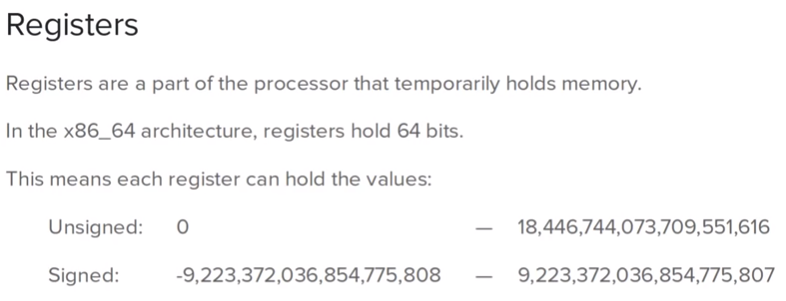 Registers
Registers are a part of the processor that temporarily holds memory.
In the x86_64 architecture, registers hold 64 bits.
This means each register can hold the values:
Unsigned: 0 — 18,446,744,073,709,551,616
Signed: -9,223,372,036,854,775,808 — 9,223,372,036,854,775,807